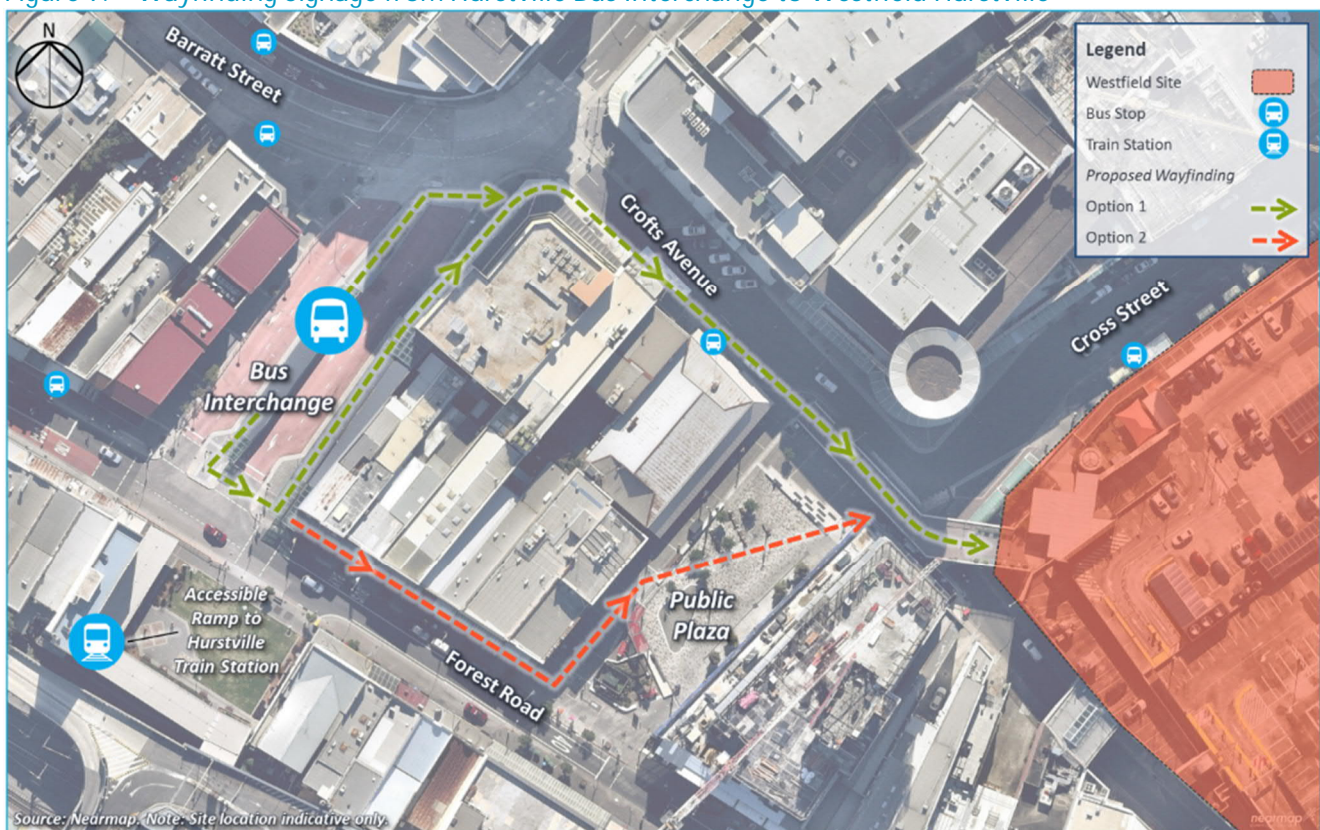 N
Barratt Street
Crofts Avenue
Cross Street
Bus
Interchange
Accessible
Ramp to
Hurstville
Train Station
Forest Road
Public
Plaza
Legend
Westfield Site
Bus Stop
Train Station
Proposed Wayfinding
Option 1
Option 2
Source: Nearmap. Note: Site location indicative only.
nearmap